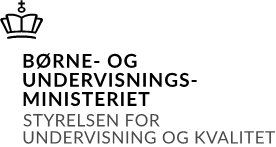 BØRNE- OG
UNDERVISNINGS-
MINISTERIET
STYRELSEN FOR
UNDERVISNING OG KVALITET